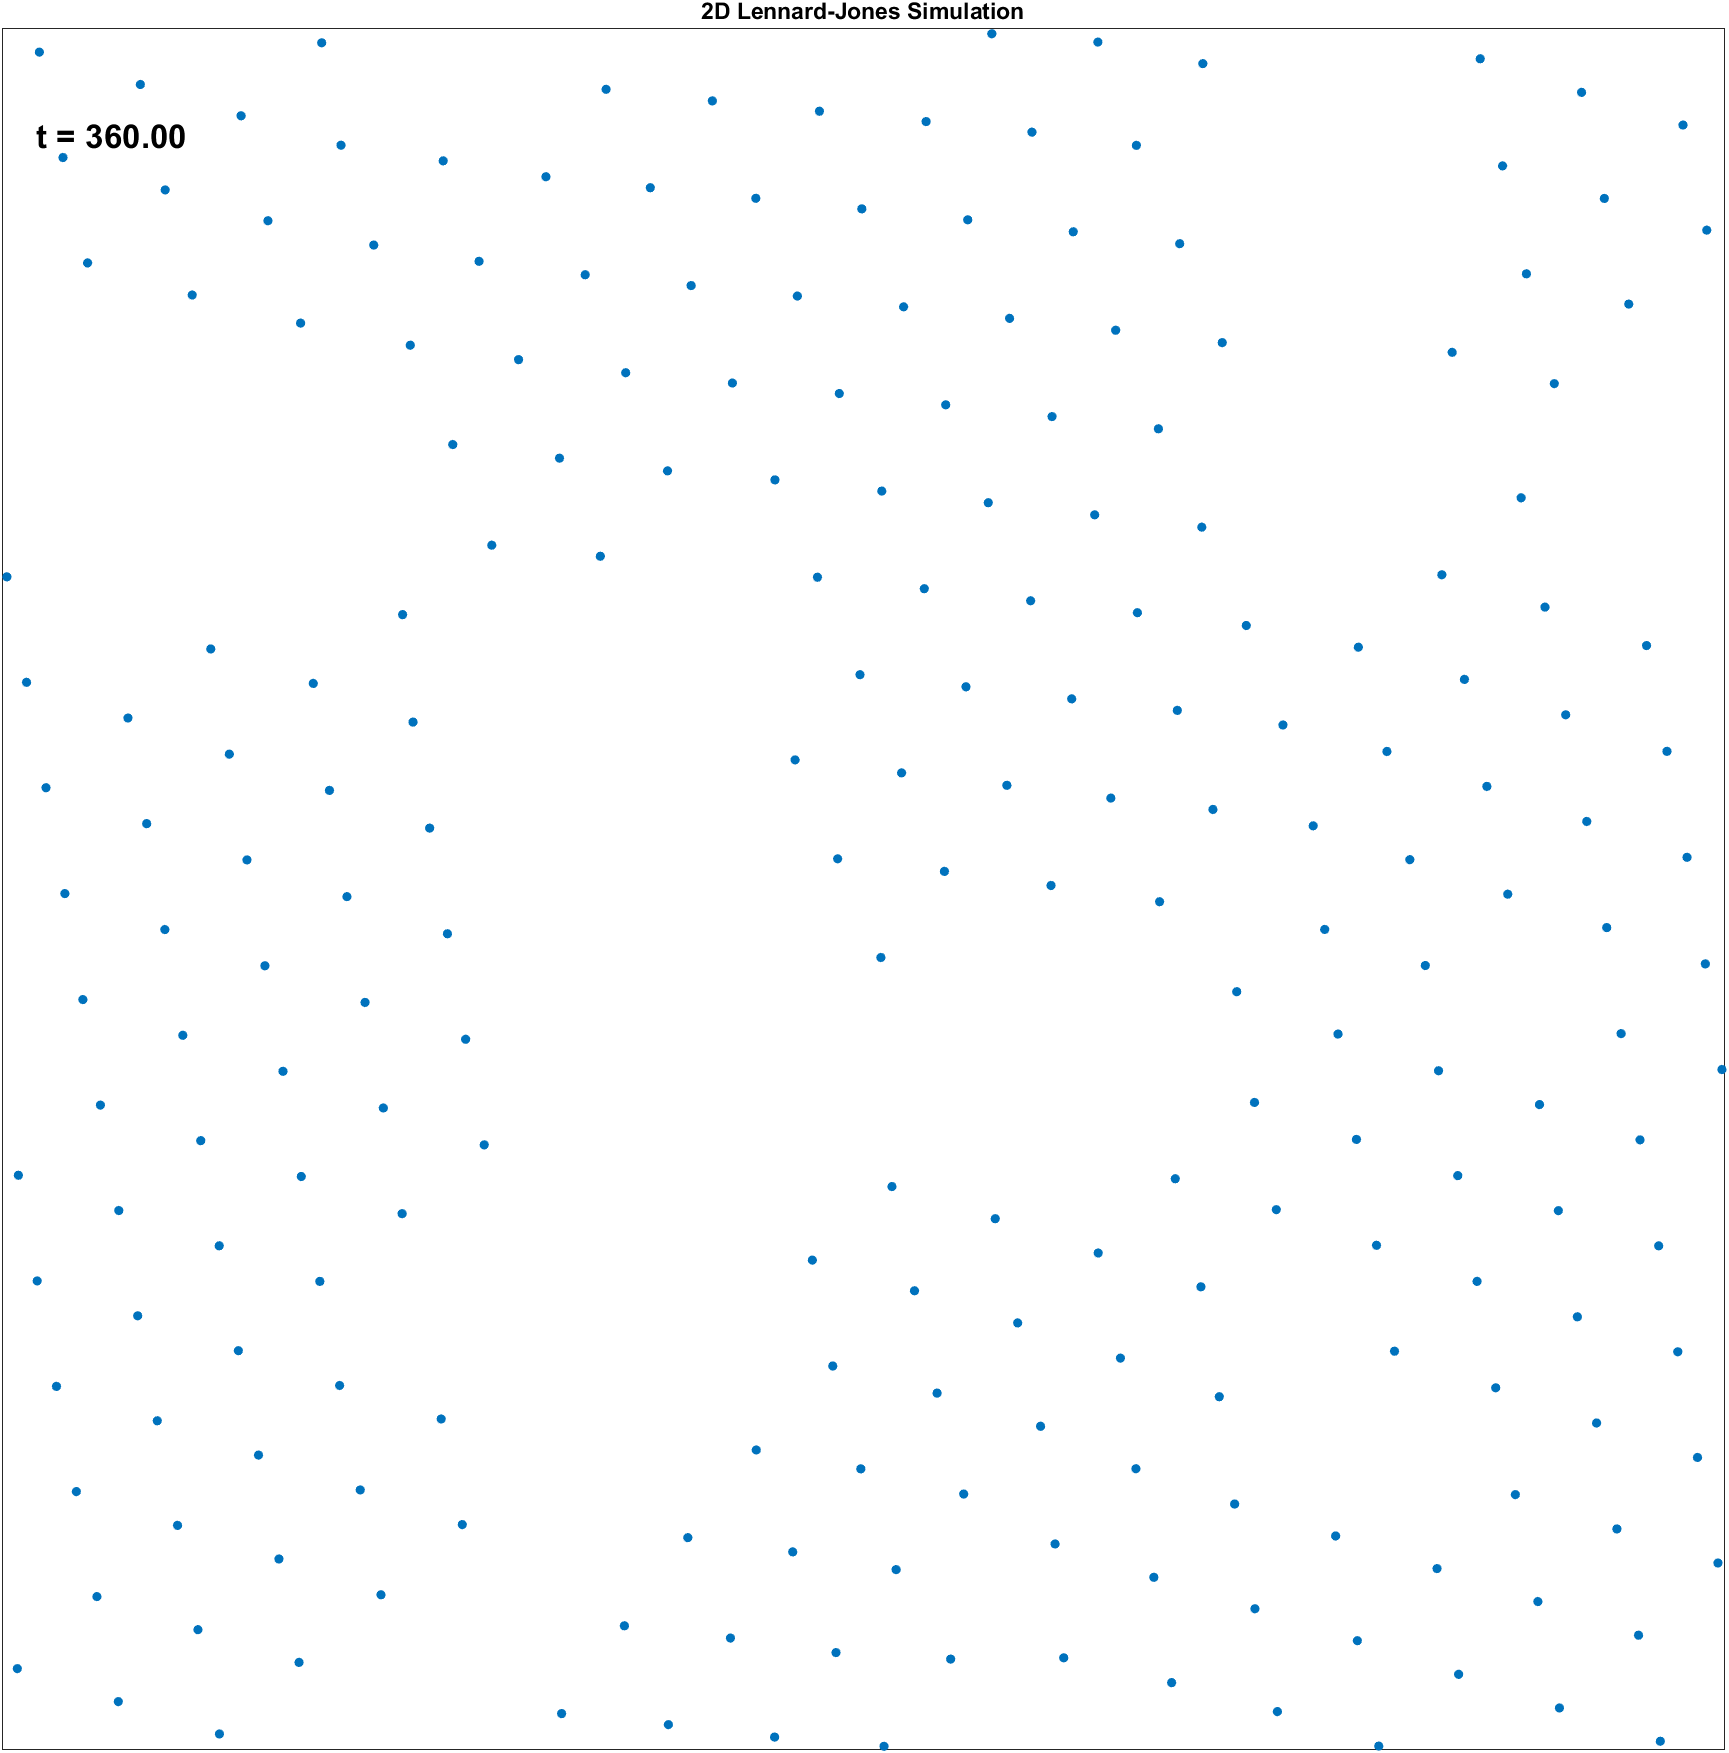 2D Lennard-Jones Simulation
t = 360.00